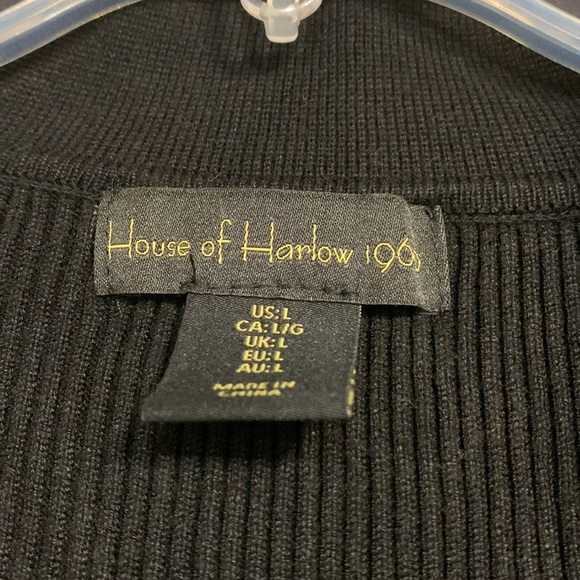 House of Harlow 1960
US: L
CA: L/G
UK: L
EU: L
AU: L
MADE IN
CHINA